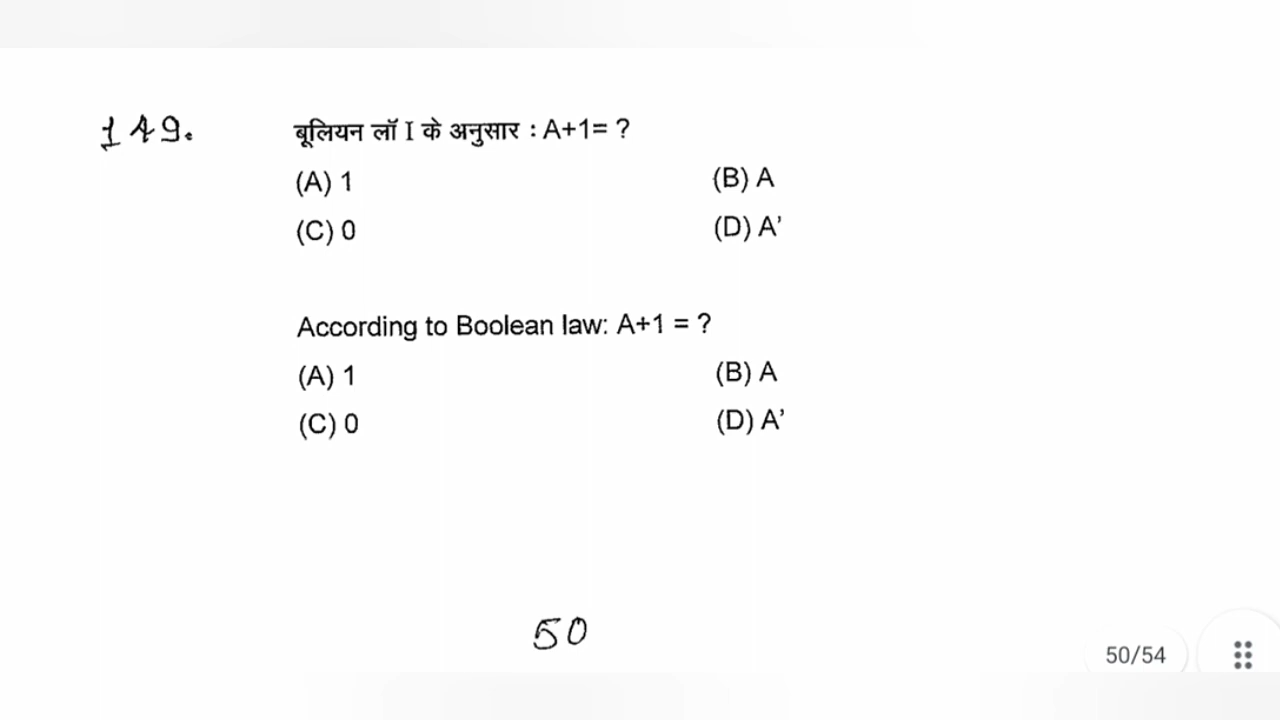 149. बूलियन लॉ I के अनुसार : A+1= ?
(A) 1 (B) A
(C) 0 (D) A’
According to Boolean law: A+1 = ?
(A) 1 (B) A
(C) 0 (D) A’
50
50/54